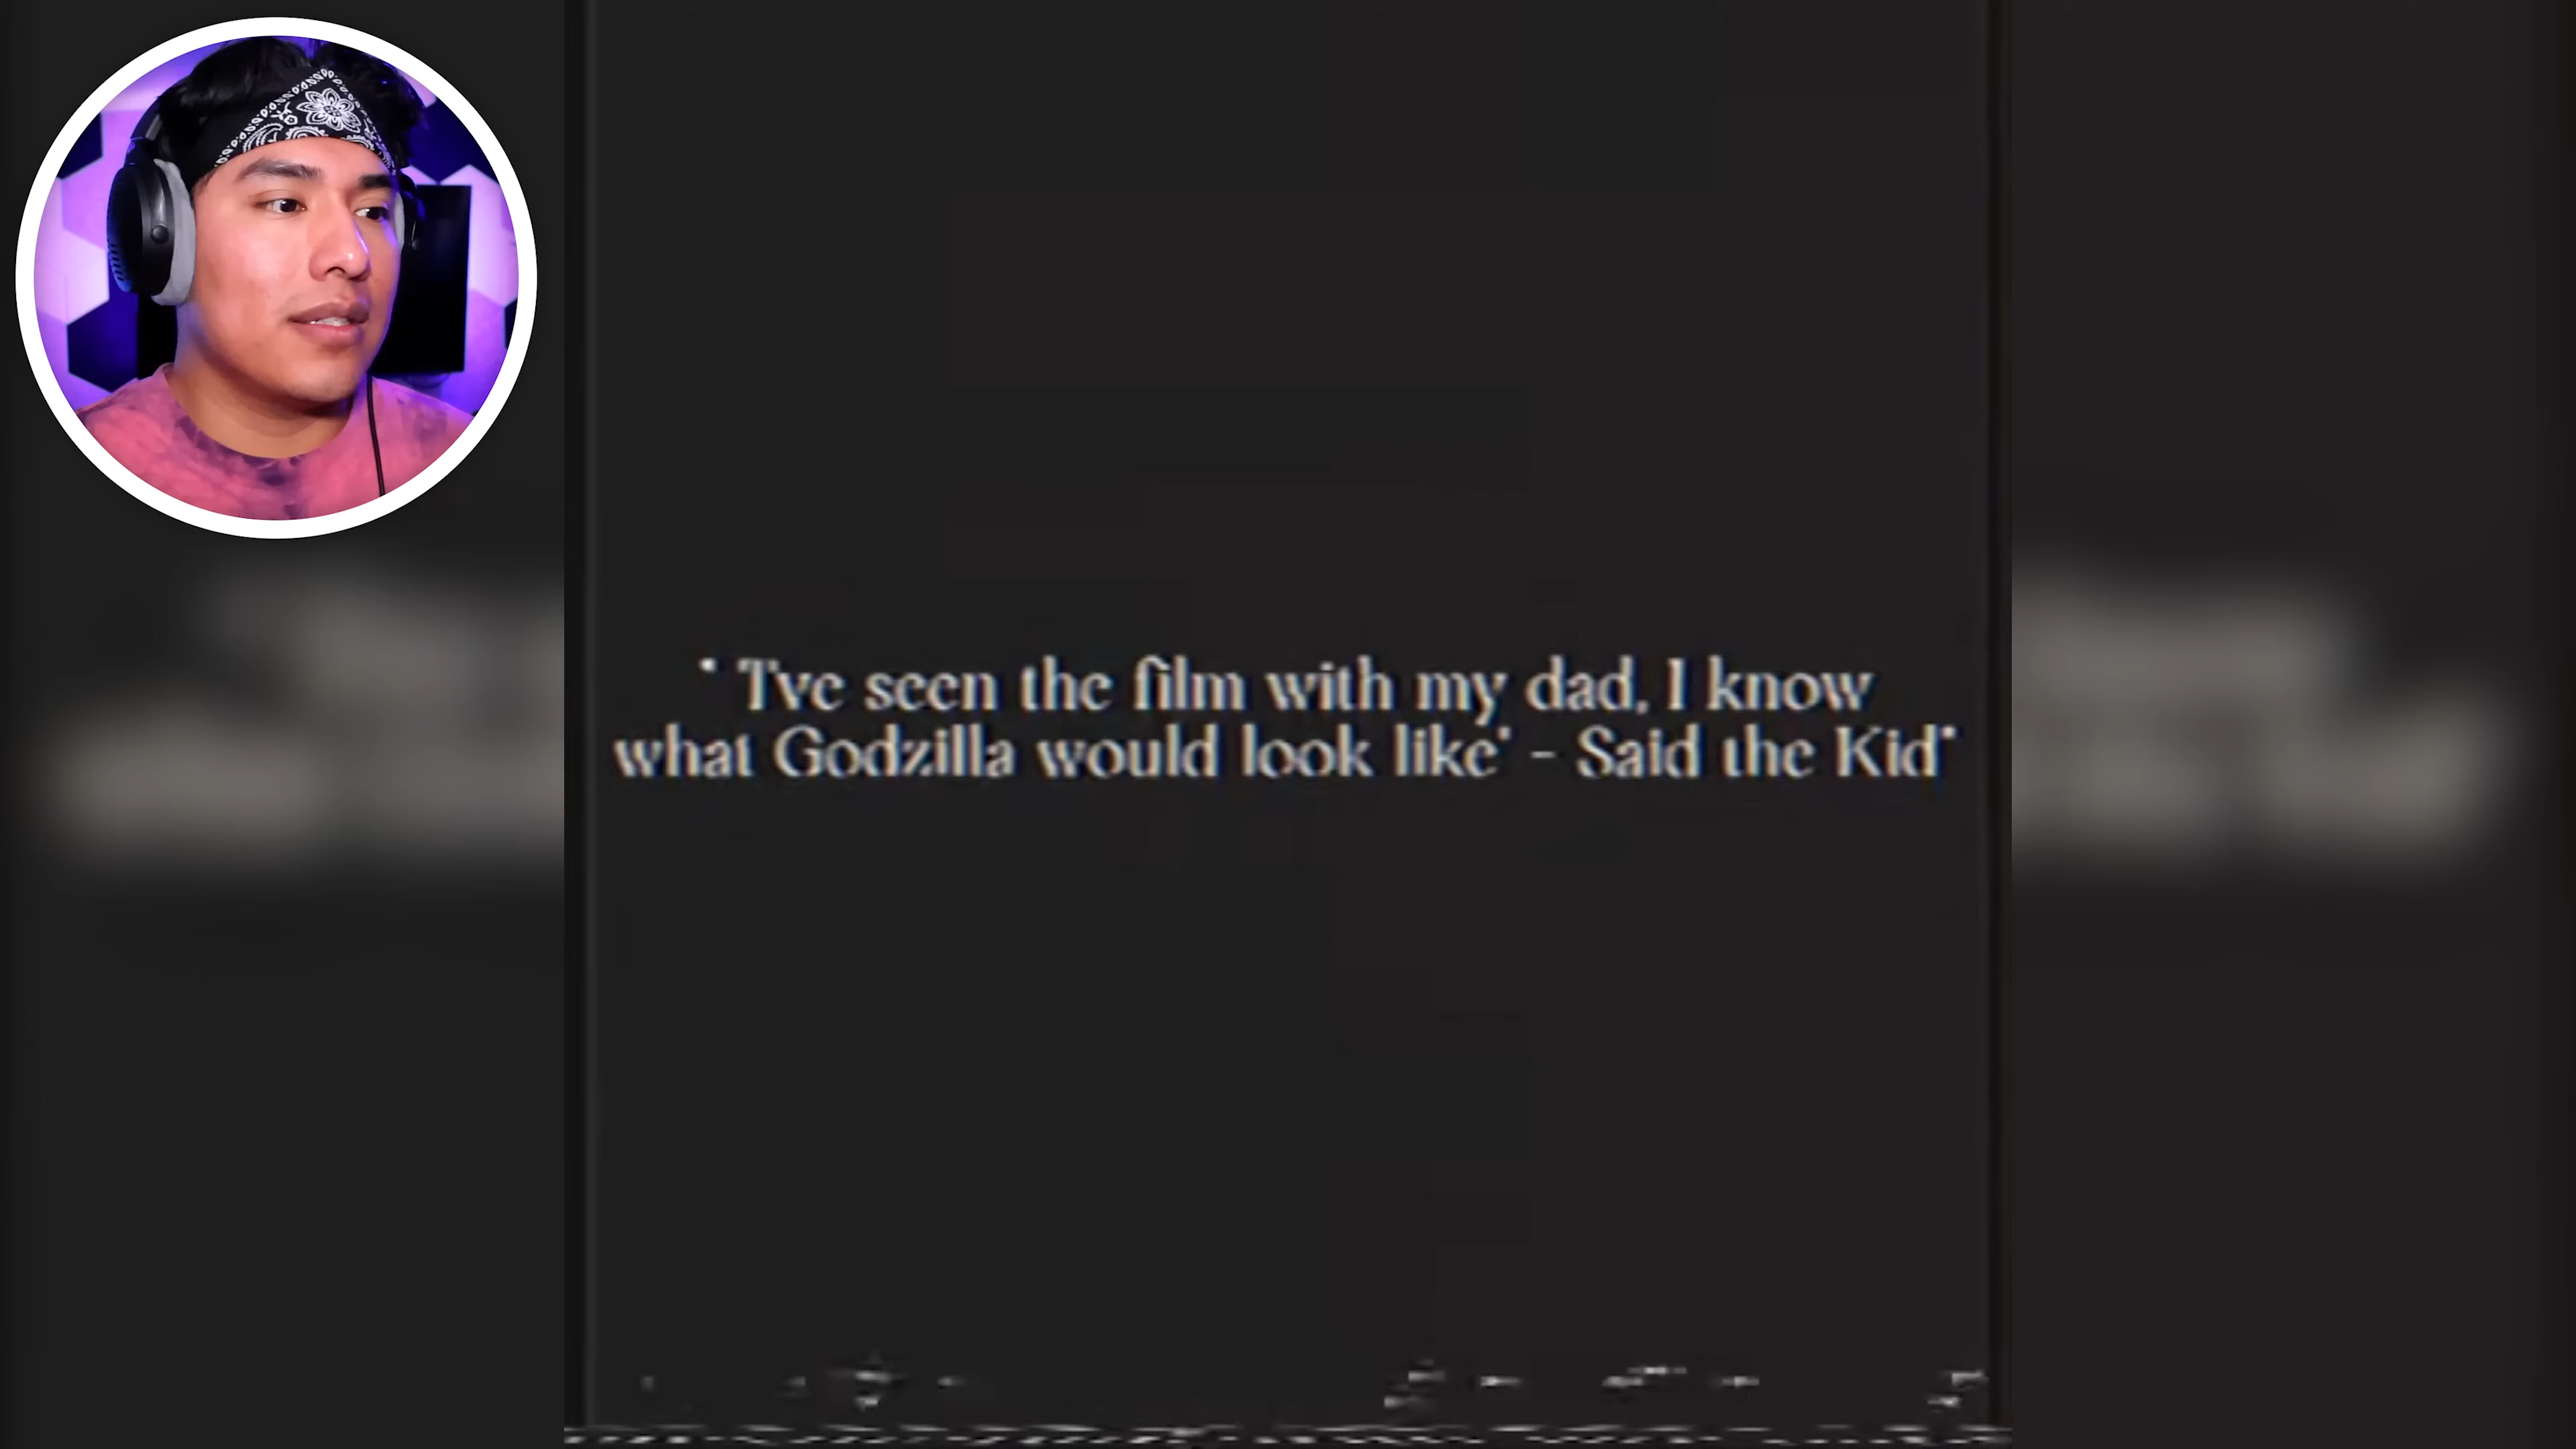 " I've seen the film with my dad, I know
what Godzilla would look like" - Said the Kid"